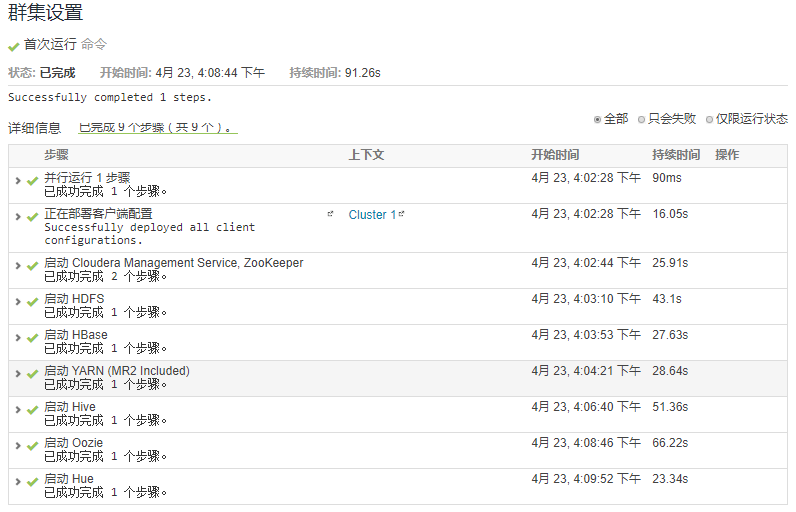 群集设置
首次运行 命令
状态: 已完成 开始时间: 4月 23, 4:08:44 下午 持续时间: 91.26s
Successfully completed 1 steps.
详细信息 已完成 9 个步骤（共 9 个）。 全部 只会失败 仅限运行状态
步骤 上下文 开始时间 持续时间 操作
并行运行 1 步骤 4月 23, 4:02:28 下午 90ms
已成功完成 1 个步骤。
正在部署客户端配置 Cluster 1 4月 23, 4:02:28 下午 16.05s
Successfully deployed all client
configurations.
启动 Cloudera Management Service, ZooKeeper 4月 23, 4:02:44 下午 25.91s
已成功完成 2 个步骤。
启动 HDFS 4月 23, 4:03:10 下午 43.1s
已成功完成 1 个步骤。
启动 HBase 4月 23, 4:03:53 下午 27.63s
已成功完成 1 个步骤。
启动 YARN (MR2 Included) 4月 23, 4:04:21 下午 28.64s
已成功完成 1 个步骤。
启动 Hive 4月 23, 4:06:40 下午 51.36s
已成功完成 1 个步骤。
启动 Oozie 4月 23, 4:08:46 下午 66.22s
已成功完成 1 个步骤。
启动 Hue 4月 23, 4:09:52 下午 23.34s
已成功完成 1 个步骤。